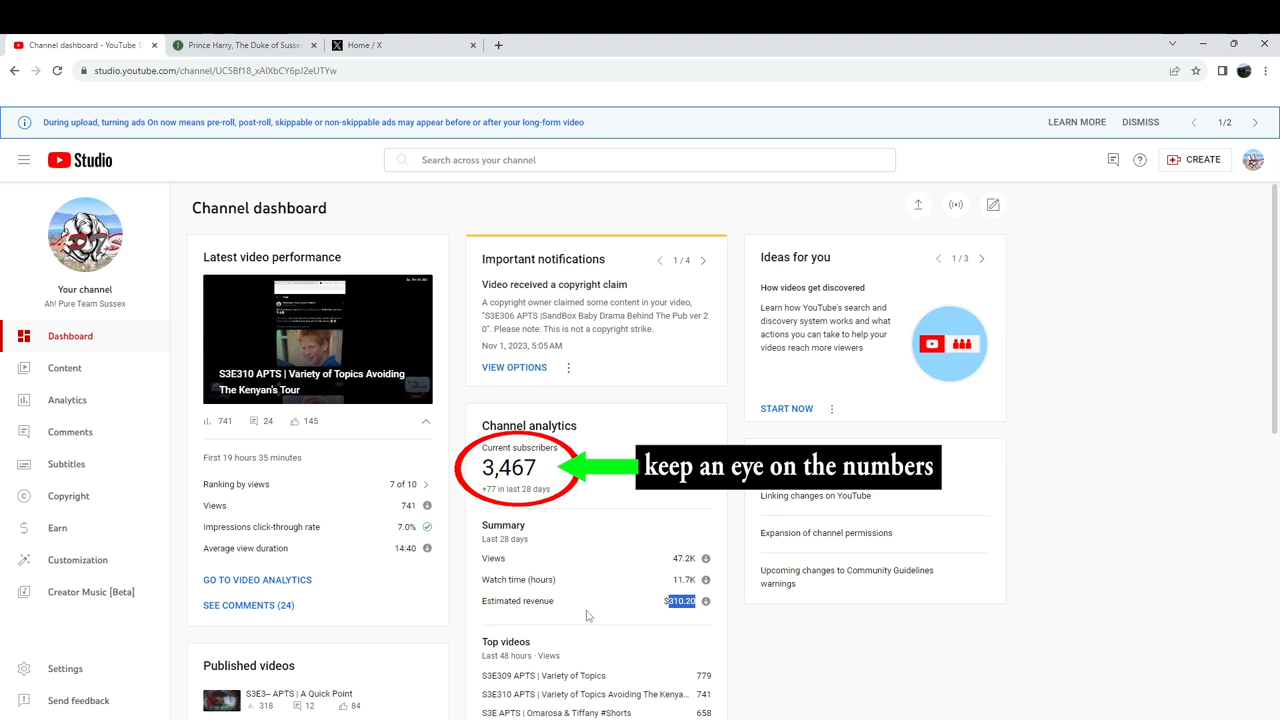 Channel dashboard - YouTube S
Prince Harry, The Duke of Susse
Home / X
studio.youtube.com/channel/UC5Bf18_xAlXbCY6pJ2eUTYw
During upload, turning ads On now means pre-roll, post-roll, skippable or non-skippable ads may appear before or after your long-form video
LEARN MORE
DISMISS
1/2
Studio
Search across your channel
CREATE
Your channel
Ah! Pure Team Sussex
Dashboard
Content
Analytics
Comments
Subtitles
Copyright
Earn
Customization
Creator Music [Beta]
Settings
Send feedback
Channel dashboard
Latest video performance
S3E310 APTS | Variety of Topics Avoiding
The Kenyan's Tour
741
24
145
First 19 hours 35 minutes
Ranking by views 7 of 10
Views 741
Impressions click-through rate 7.0%
Average view duration 14:40
GO TO VIDEO ANALYTICS
SEE COMMENTS (24)
Published videos
S3E3-- APTS | A Quick Point
318
12
84
Important notifications
1 / 4
Video received a copyright claim
A copyright owner claimed some content in your video,
"S3E306 APTS |SandBox Baby Drama Behind The Pub ver 2
0". Please note: This is not a copyright strike.
Nov 1, 2023, 5:05 AM
VIEW OPTIONS
Channel analytics
Current subscribers
3,467
+77 in last 28 days
keep an eye on the numbers
Summary
Last 28 days
Views 47.2K
Watch time (hours) 11.7K
Estimated revenue $310.20
Top videos
Last 48 hours · Views
S3E309 APTS | Variety of Topics 779
S3E310 APTS | Variety of Topics Avoiding The Kenya... 741
S3E APTS | Omarosa & Tiffany #Shorts 658
Ideas for you
1 / 3
How videos get discovered
Learn how YouTube's search and
discovery system works and what
actions you can take to help your
videos reach more viewers
START NOW
Linking changes on YouTube
Expansion of channel permissions
Upcoming changes to Community Guidelines
warnings